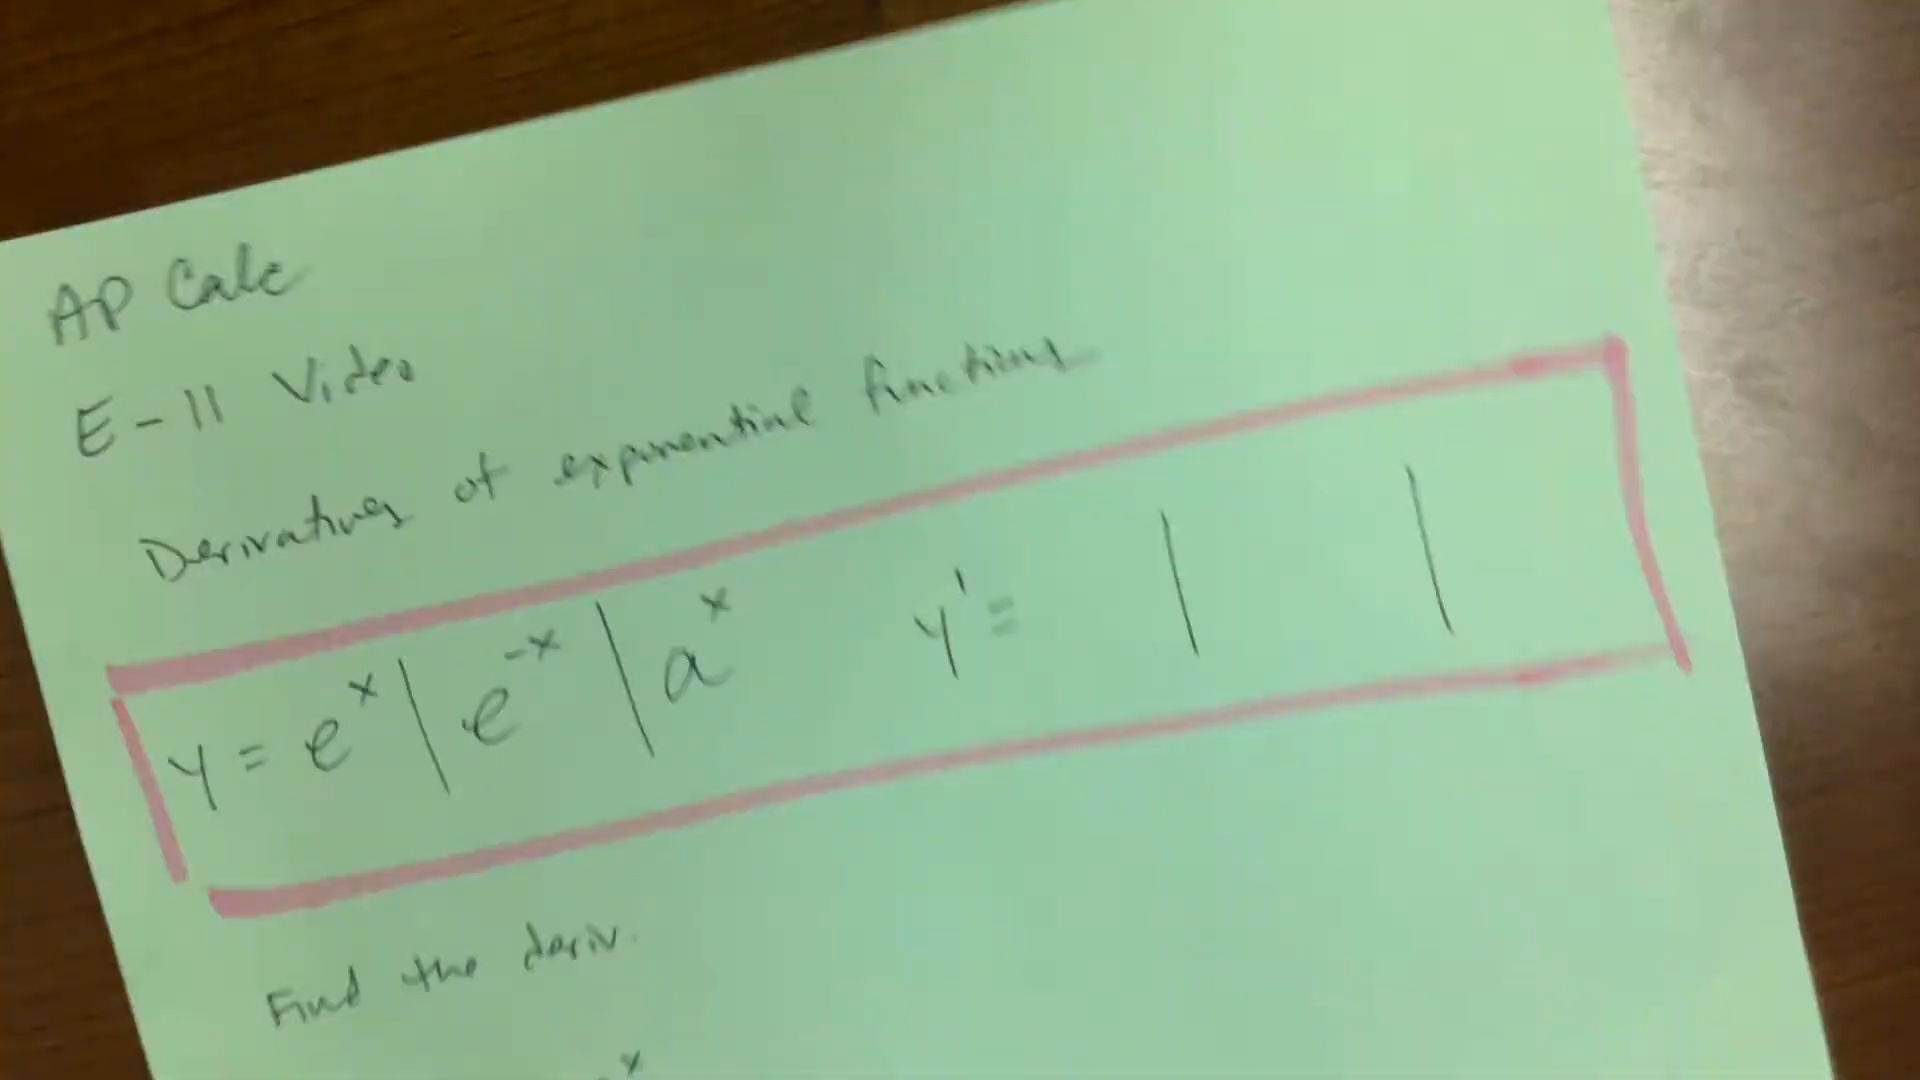 AP Calc
E-11 Video
Derivatives of exponential functions
y = e^x | e^-x | a^x y' = | |
Find the deriv.
x